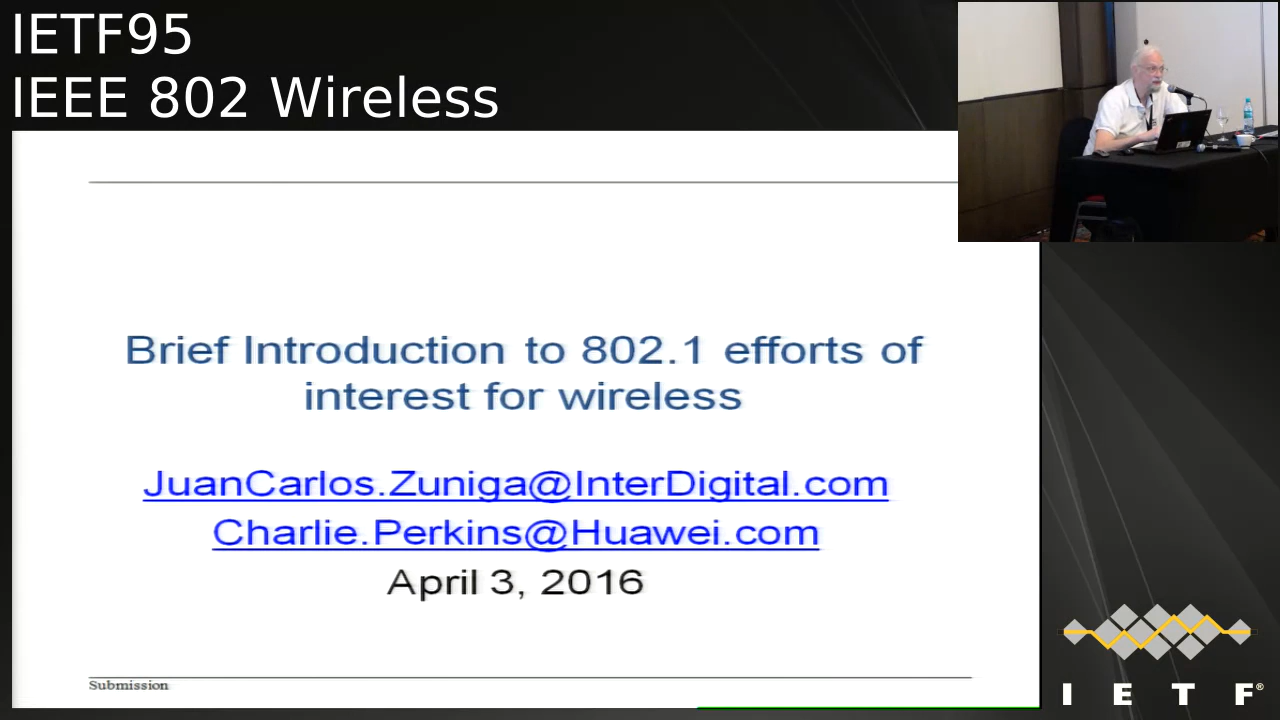 IETF95
IEEE 802 Wireless
Brief Introduction to 802.1 efforts of
interest for wireless
JuanCarlos.Zuniga@InterDigital.com
Charlie.Perkins@Huawei.com
April 3, 2016
Submission
I E T F®